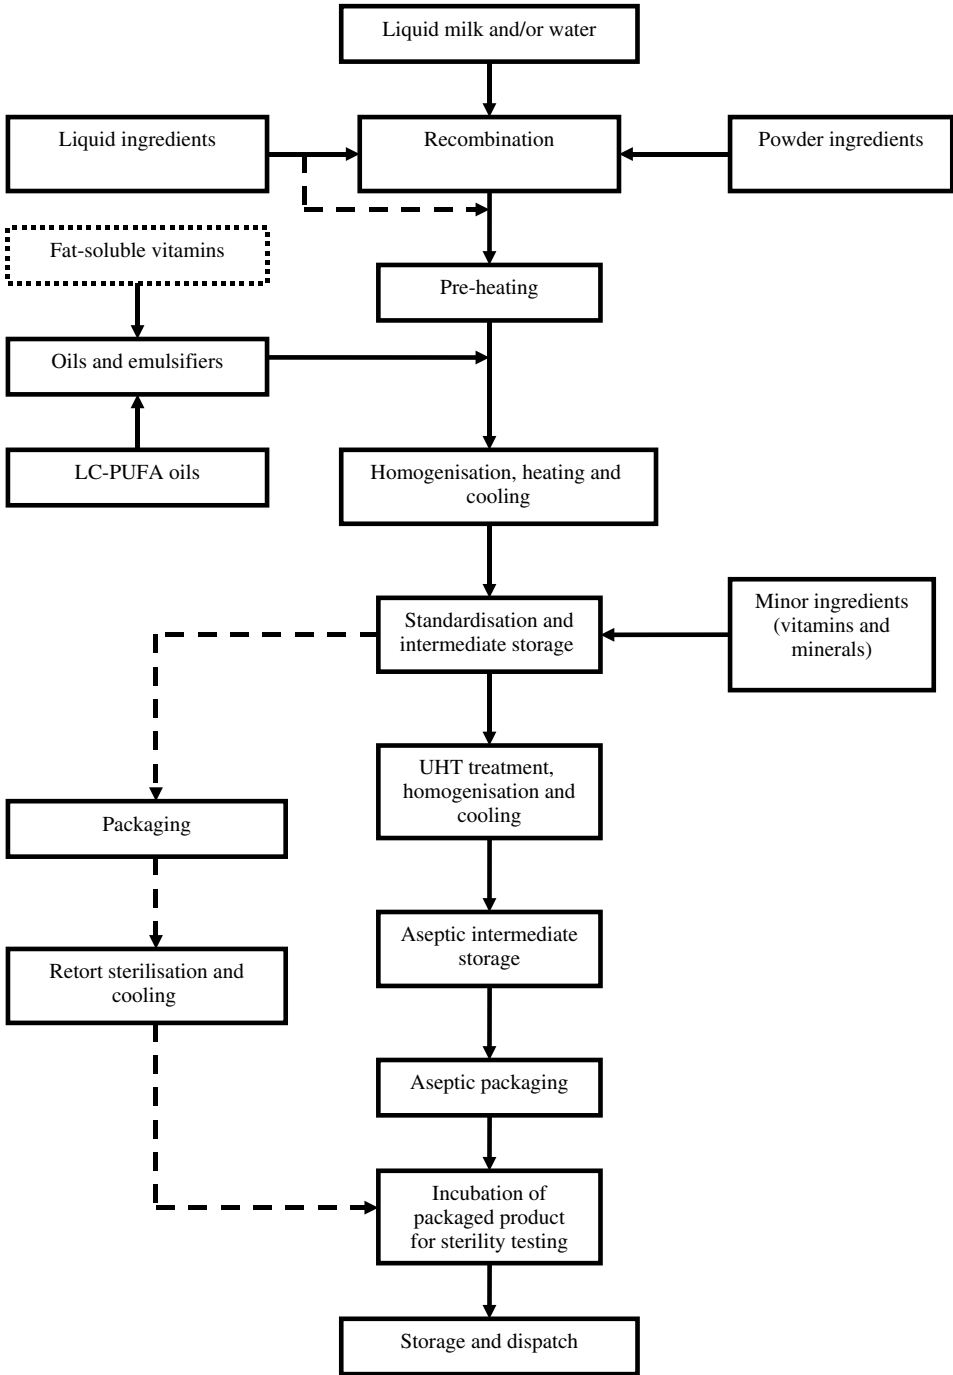 Liquid milk and/or water
Liquid ingredients
Recombination
Powder ingredients
Fat-soluble vitamins
Pre-heating
Oils and emulsifiers
LC-PUFA oils
Homogenisation, heating and
cooling
Standardisation and
intermediate storage
Minor ingredients
(vitamins and
minerals)
UHT treatment,
homogenisation and
cooling
Packaging
Aseptic intermediate
storage
Retort sterilisation and
cooling
Aseptic packaging
Incubation of
packaged product
for sterility testing
Storage and dispatch